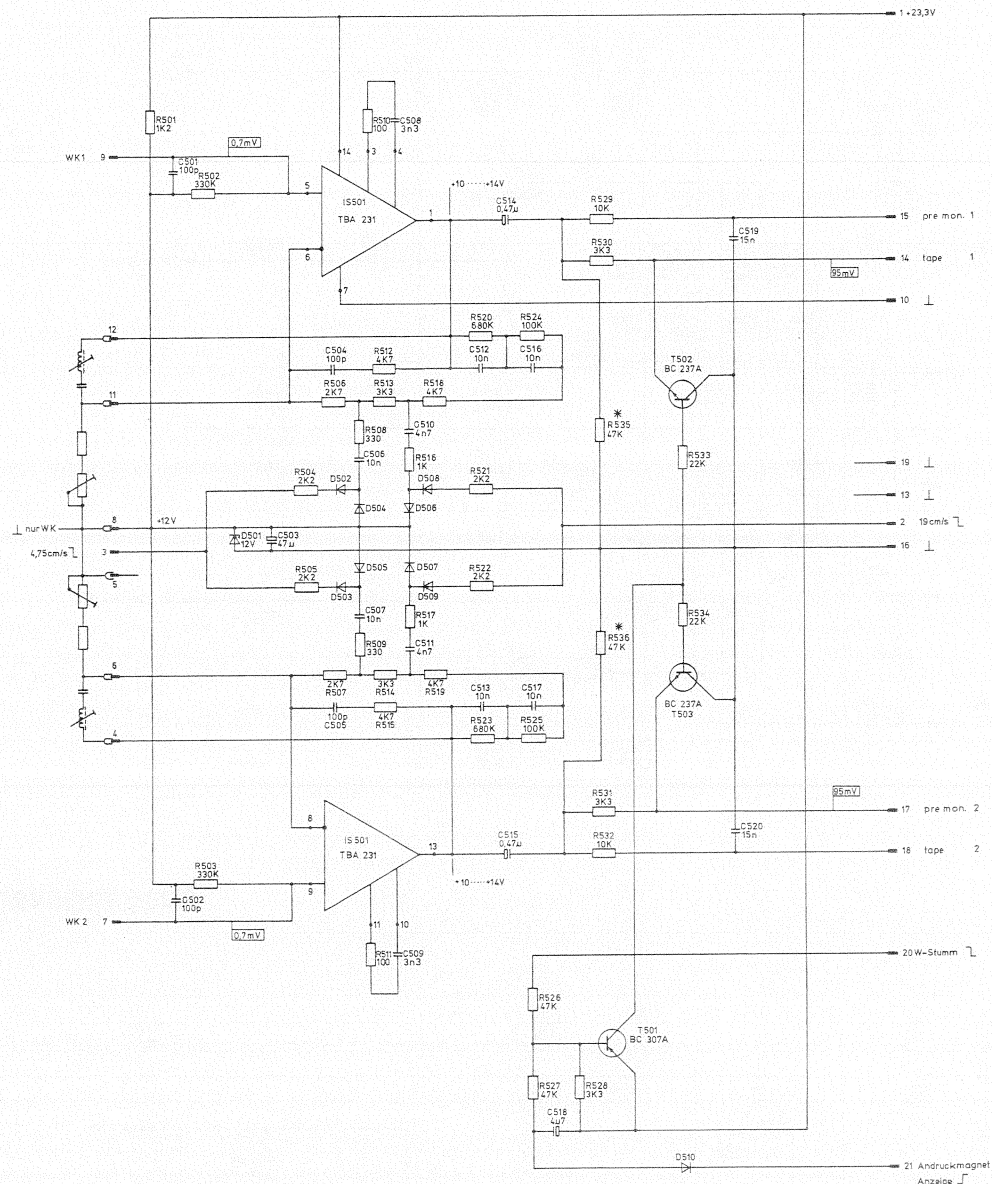 1 +23,3V
R501
1K2
R510
100
C508
3n3
WK1 9
0,7mV
C501
100p
R502
330K
14
3
4
5
IS501
TBA 231
1
6
7
+10······+14V
C514
0,47µ
R529
10K
15 pre mon. 1
C519
15n
R530
3K3
14 tape 1
95mV
10 ⊥
12
R520
680K
R524
100K
C504
100p
R512
4K7
C512
10n
C516
10n
T502
BC 237A
11
R506
2K7
R513
3K3
R518
4K7
R508
330
C510
4n7
*
R535
47K
C506
10n
R516
1K
R533
22K
R504
2K2
D502
D508
R521
2K2
19 ⊥
D504
D506
13 ⊥
⊥ nur WK
8
+12V
2 19cm/s
4,75cm/s
3
D501
12V
C503
47µ
16 ⊥
5
R505
2K2
D505
D507
R522
2K2
D503
D509
C507
10n
R517
1K
R534
22K
R509
330
C511
4n7
*
R536
47K
6
2K7
R507
3K3
R514
4K7
R519
100p
C505
4K7
R515
C513
10n
C517
10n
BC 237A
T503
4
R523
680K
R525
100K
R531
3K3
95mV
17 pre mon. 2
8
IS501
TBA 231
13
C515
0,47µ
R532
10K
C520
15n
18 tape 2
R503
330K
9
+10······+14V
C502
100p
WK 2 7
0,7mV
11
10
R511
100
C509
3n3
20 W-Stumm
R526
47K
T501
BC 307A
R527
47K
R528
3K3
C518
4µ7
D510
21 Andruckmagnet
Anzeige